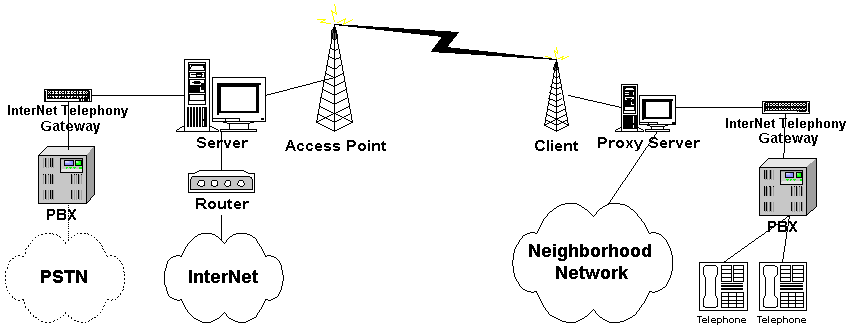 InterNet Telephony
Gateway
Server
Access Point
Client
Proxy Server
InterNet Telephony
Gateway
PBX
Router
PBX
PSTN
InterNet
Neighborhood
Network
Telephone
Telephone